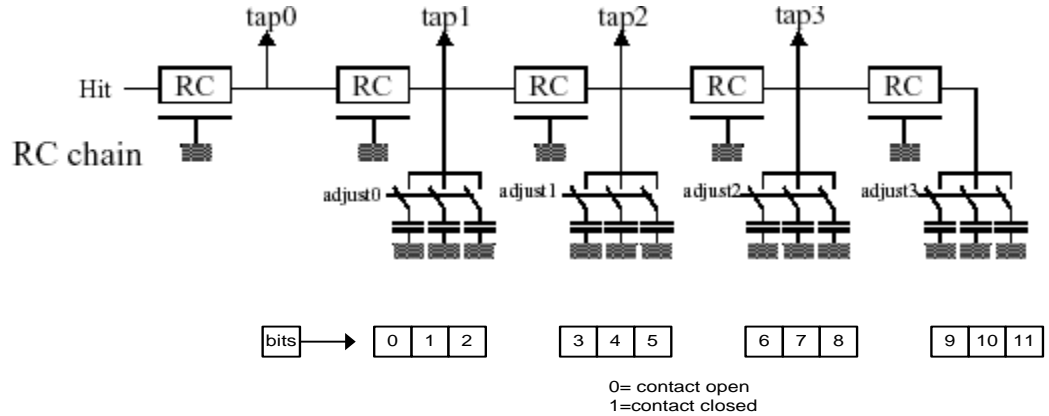 tap0 tap1 tap2 tap3
Hit RC RC RC RC RC
RC chain
adjust0 adjust1 adjust2 adjust3
bits 0 1 2 3 4 5 6 7 8 9 10 11
0= contact open
1=contact closed